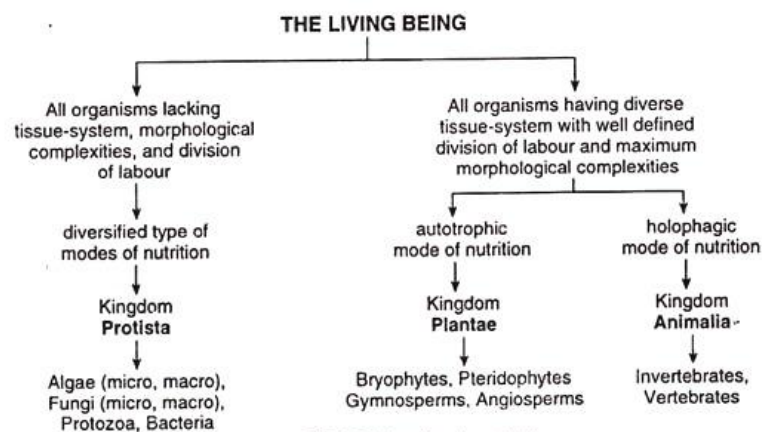 THE LIVING BEING
All organisms lacking
tissue-system, morphological
complexities, and division
of labour
All organisms having diverse
tissue-system with well defined
division of labour and maximum
morphological complexities
diversified type of
modes of nutrition
autotrophic
mode of nutrition
holophagic
mode of nutrition
Kingdom
Protista
Kingdom
Plantae
Kingdom
Animalia
Algae (micro, macro),
Fungi (micro, macro),
Protozoa, Bacteria
Bryophytes, Pteridophytes
Gymnosperms, Angiosperms
Invertebrates,
Vertebrates